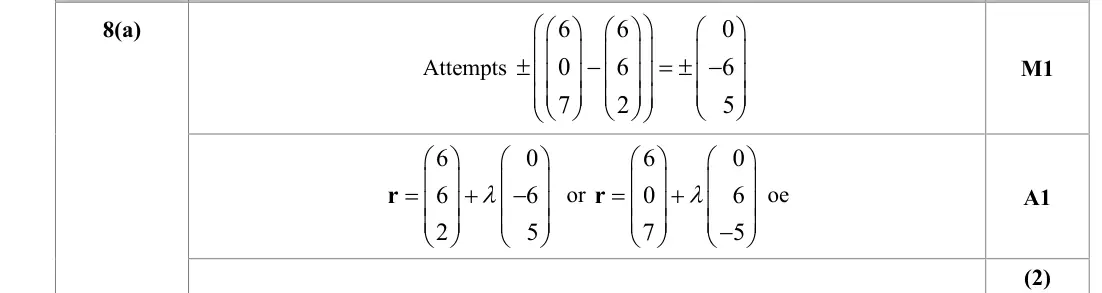 8(a)
Attempts ±((6 0 7) − (6 6 2)) = ±(0 −6 5)
M1
r = (6 6 2) + λ(0 −6 5) or r = (6 0 7) + λ(0 6 −5) oe
A1
(2)